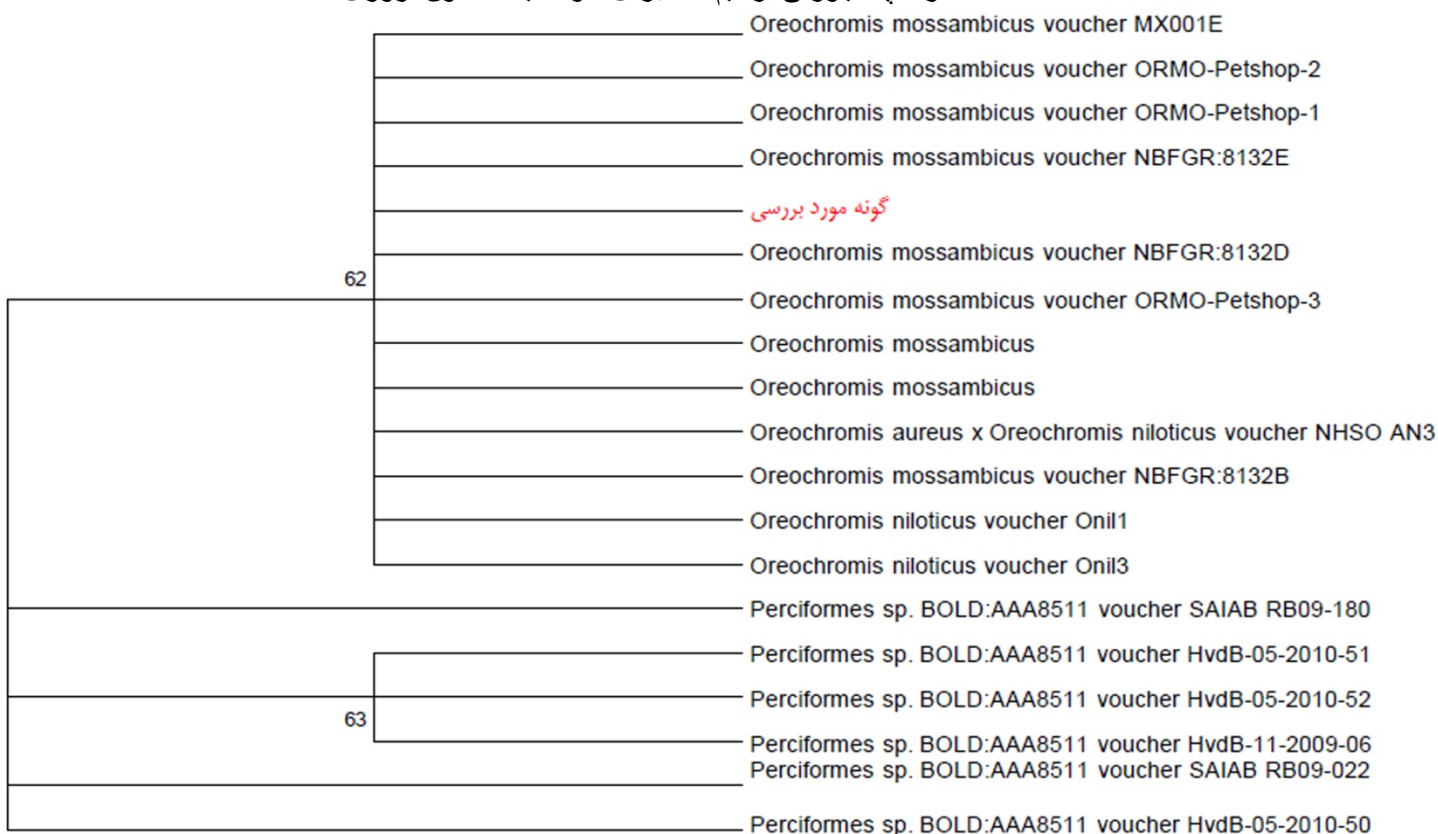 Oreochromis mossambicus voucher MX001E
Oreochromis mossambicus voucher ORMO-Petshop-2
Oreochromis mossambicus voucher ORMO-Petshop-1
Oreochromis mossambicus voucher NBFGR:8132E
گونه مورد بررسی
Oreochromis mossambicus voucher NBFGR:8132D
62
Oreochromis mossambicus voucher ORMO-Petshop-3
Oreochromis mossambicus
Oreochromis mossambicus
Oreochromis aureus x Oreochromis niloticus voucher NHSO AN3
Oreochromis mossambicus voucher NBFGR:8132B
Oreochromis niloticus voucher Onil1
Oreochromis niloticus voucher Onil3
Perciformes sp. BOLD:AAA8511 voucher SAIAB RB09-180
Perciformes sp. BOLD:AAA8511 voucher HvdB-05-2010-51
Perciformes sp. BOLD:AAA8511 voucher HvdB-05-2010-52
63
Perciformes sp. BOLD:AAA8511 voucher HvdB-11-2009-06
Perciformes sp. BOLD:AAA8511 voucher SAIAB RB09-022
Perciformes sp. BOLD:AAA8511 voucher HvdB-05-2010-50